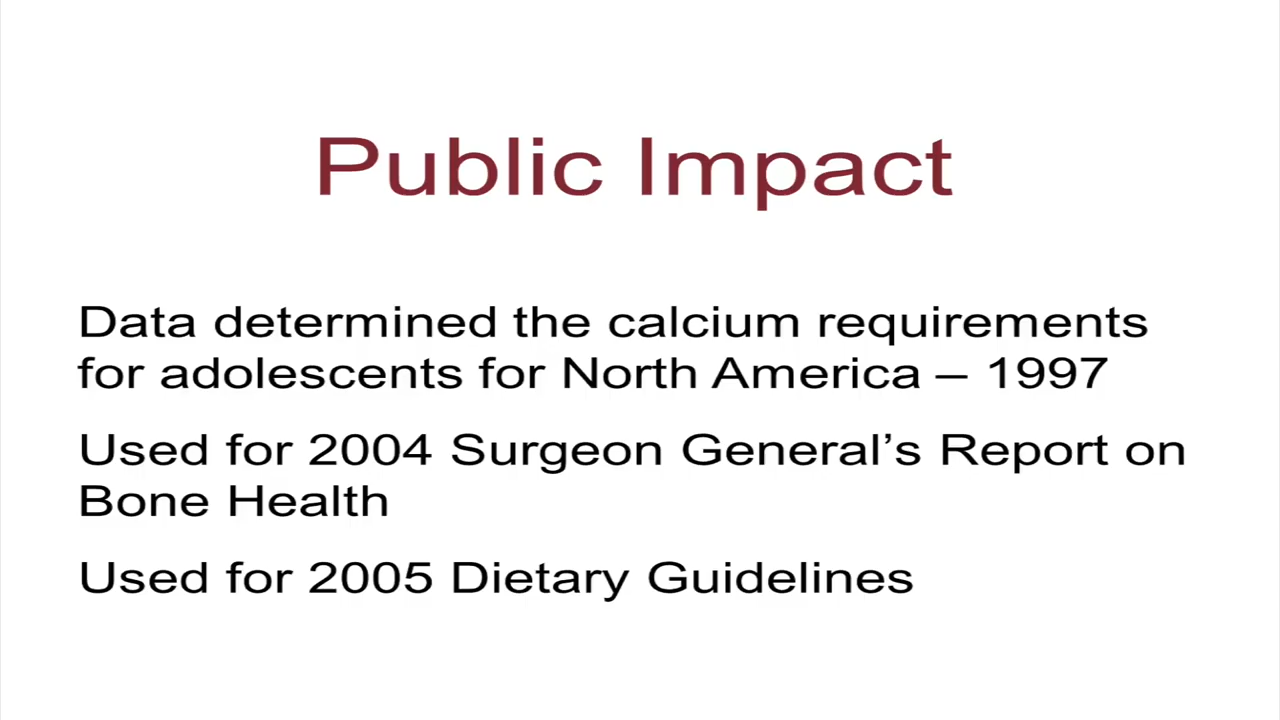 Public Impact
Data determined the calcium requirements
for adolescents for North America – 1997
Used for 2004 Surgeon General’s Report on
Bone Health
Used for 2005 Dietary Guidelines